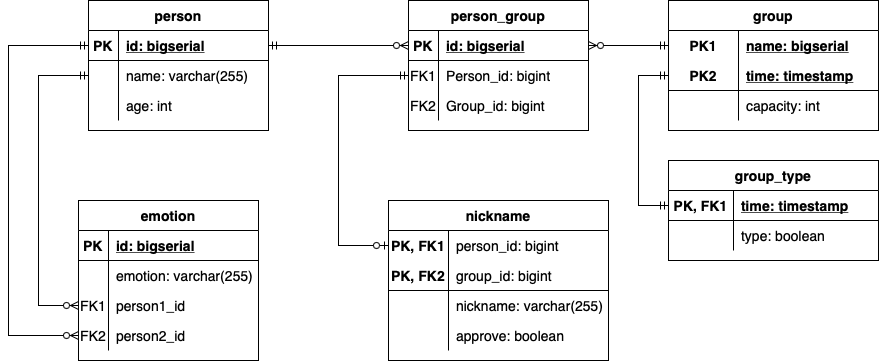 person
PK id: bigserial
name: varchar(255)
age: int
person_group
PK id: bigserial
FK1 Person_id: bigint
FK2 Group_id: bigint
group
PK1 name: bigserial
PK2 time: timestamp
capacity: int
group_type
PK, FK1 time: timestamp
type: boolean
emotion
PK id: bigserial
emotion: varchar(255)
FK1 person1_id
FK2 person2_id
nickname
PK, FK1 person_id: bigint
PK, FK2 group_id: bigint
nickname: varchar(255)
approve: boolean